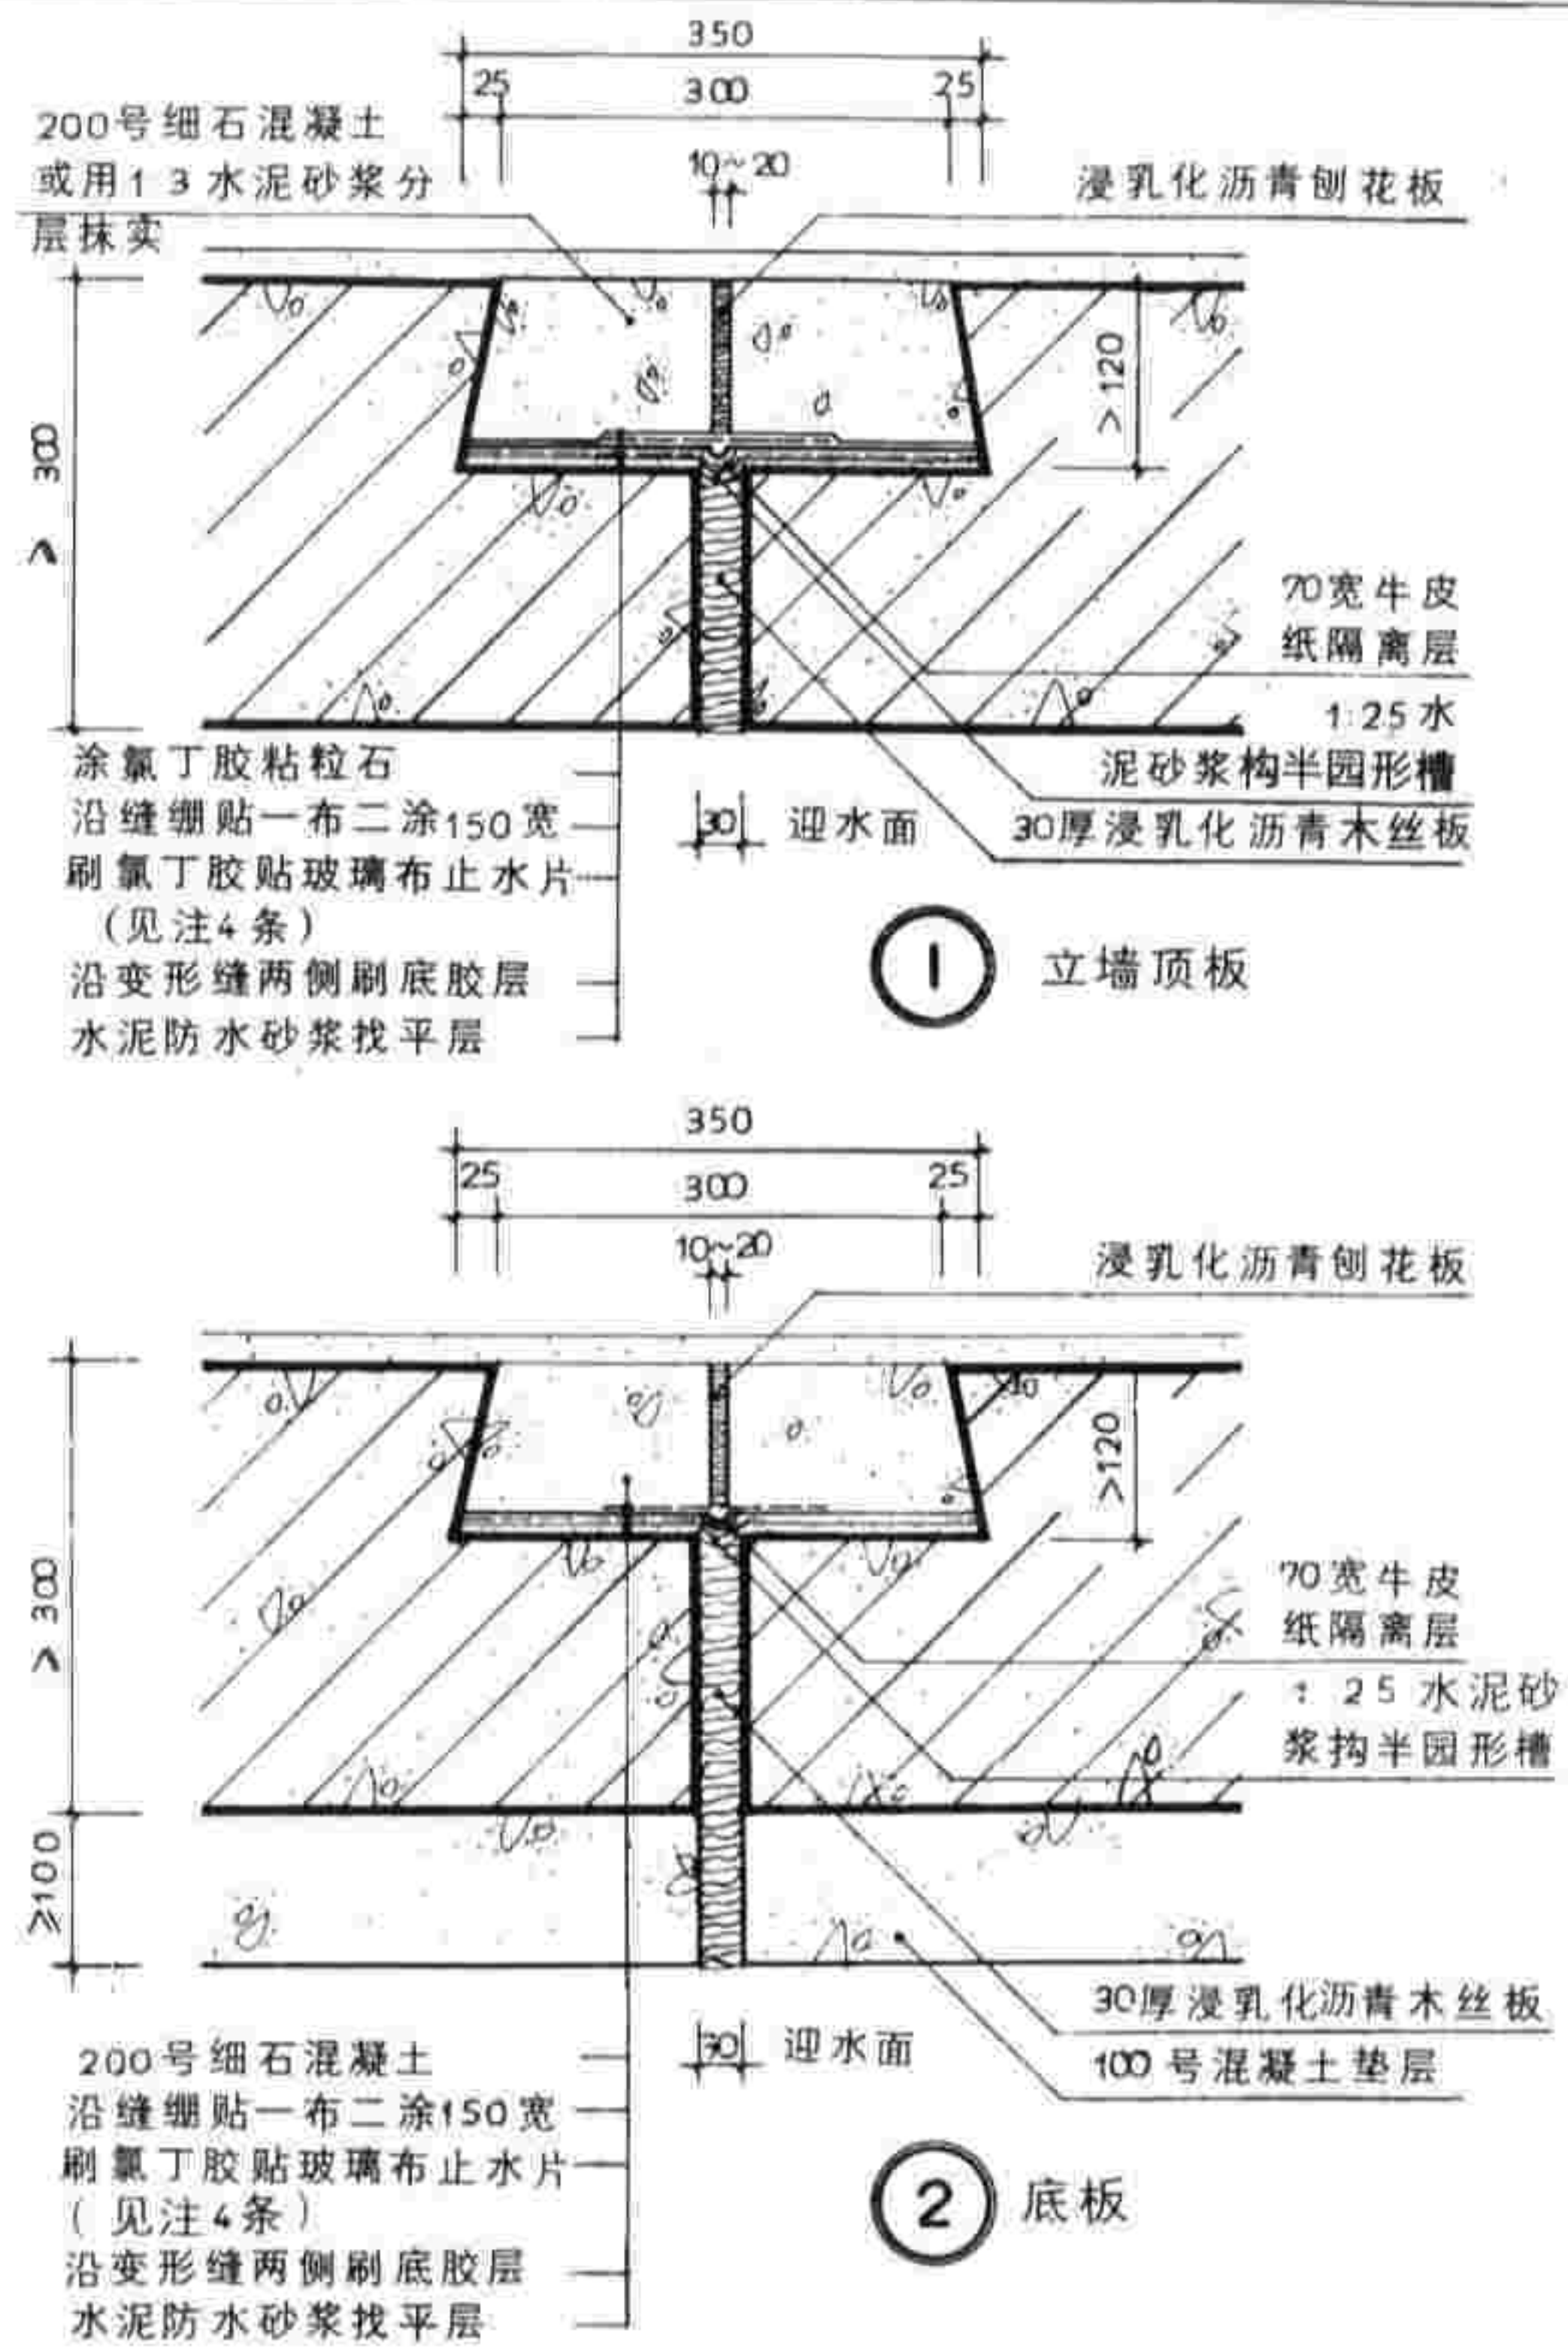 350
25 300 25
10~20
200号细石混凝土
或用1 3 水泥砂浆分
层抹实
浸乳化沥青刨花板
>120
> 300
70宽牛皮
纸隔离层
1:25水
泥砂浆构半园形槽
30厚浸乳化沥青木丝板
涂氯丁胶粘粒石
沿缝绷贴一布二涂150宽
刷氯丁胶贴玻璃布止水片
(见注4条)
沿变形缝两侧刷底胶层
水泥防水砂浆找平层
30 迎水面
1 立墙顶板
350
25 300 25
10~20
浸乳化沥青刨花板
>120
> 300
≥100
70宽牛皮
纸隔离层
1 25 水泥砂
浆抅半园形槽
30厚浸乳化沥青木丝板
100号混凝土垫层
30 迎水面
200号细石混凝土
沿缝绷贴一布二涂150宽
刷氯丁胶贴玻璃布止水片
(见注4条)
沿变形缝两侧刷底胶层
水泥防水砂浆找平层
2 底板